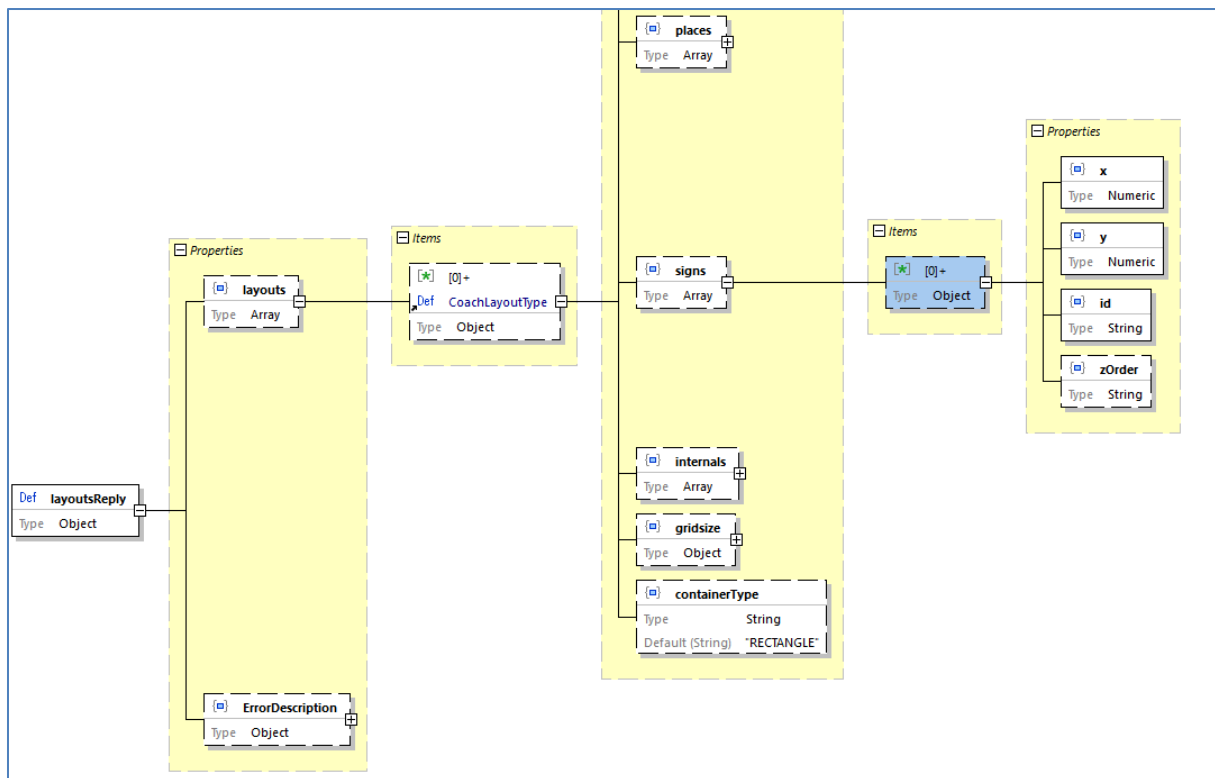 places
Type Array
Properties
x
Type Numeric
y
Type Numeric
id
Type String
zOrder
Type String
Items
[0]+
Type Object
signs
Type Array
Items
[0]+
Def CoachLayoutType
Type Object
Properties
layouts
Type Array
internals
Type Array
gridsize
Type Object
containerType
Type String
Default (String) "RECTANGLE"
Def layoutsReply
Type Object
ErrorDescription
Type Object